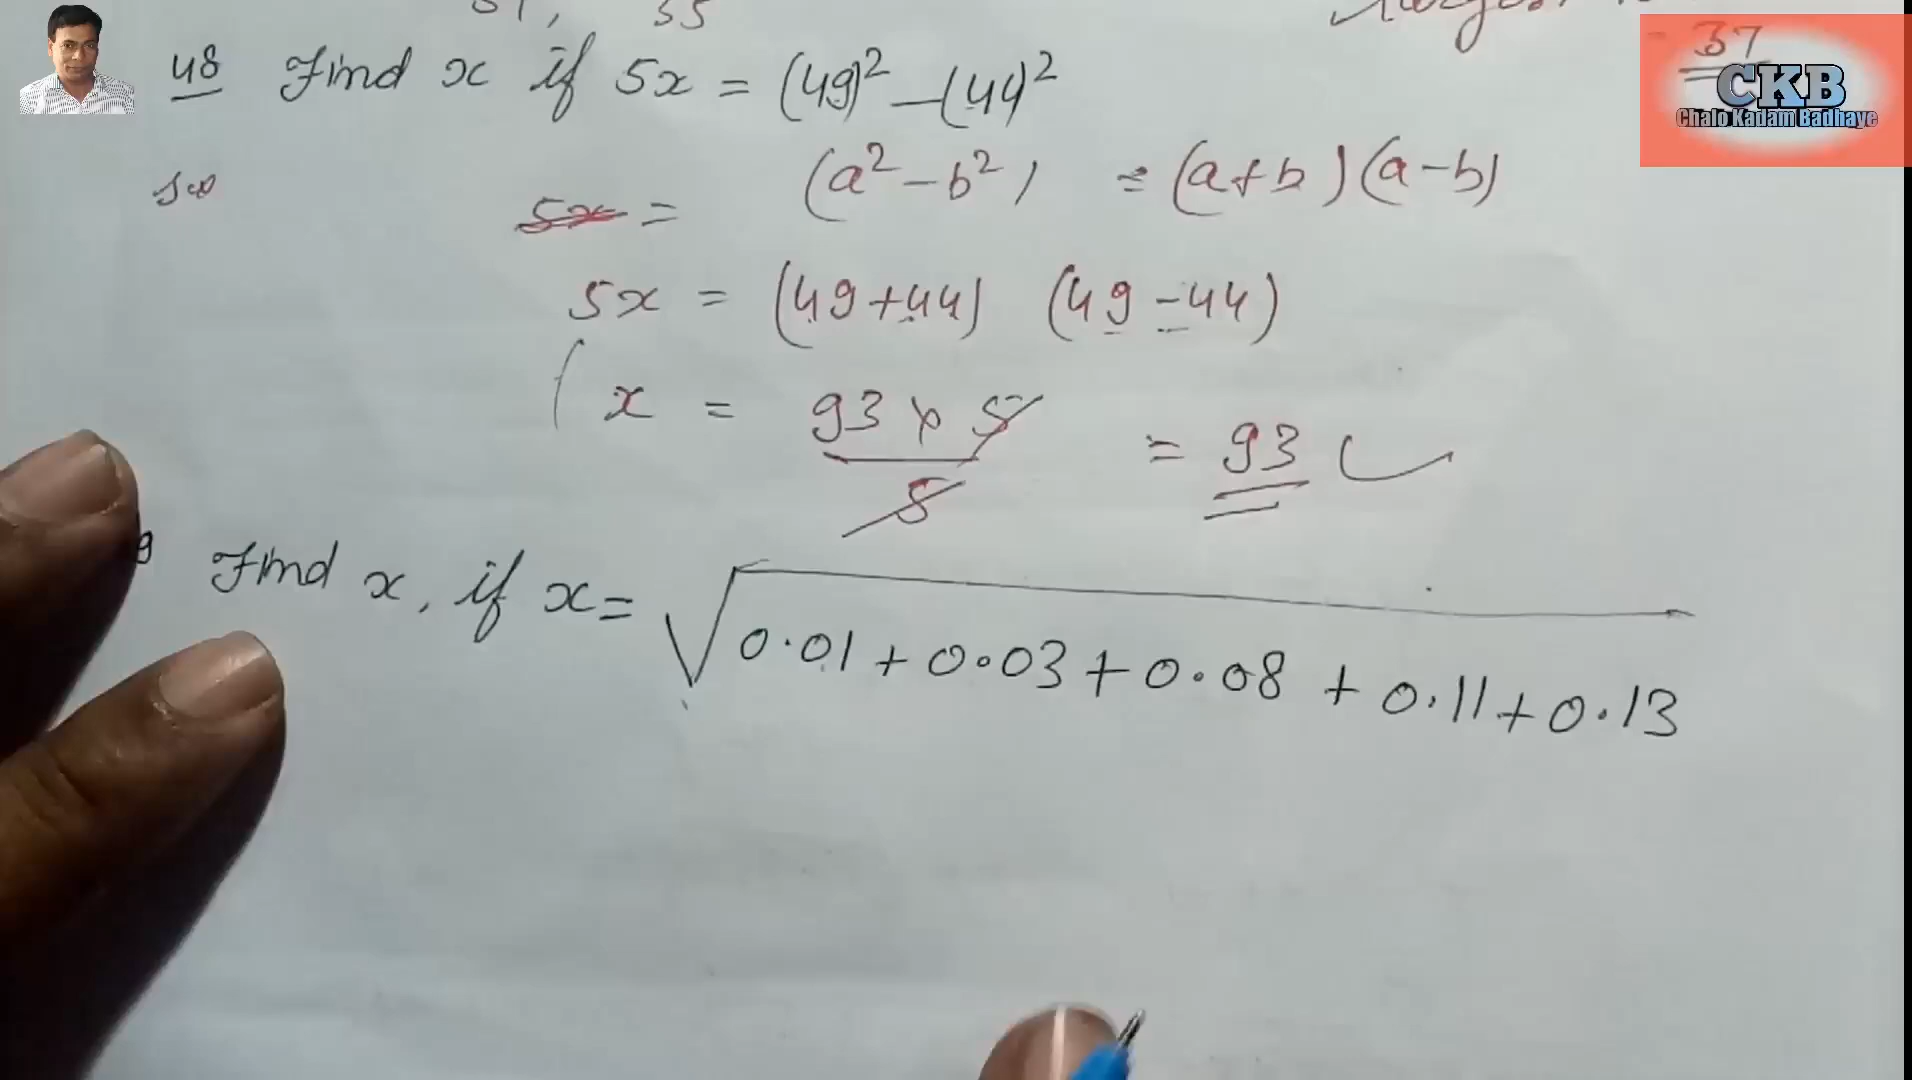 37
CKB
Chalo Kadam Badhaye
48 Find x if 5x = (49)² - (44)²
(a² - b²) = (a+b)(a-b)
5x =
5x = (49+44) (49-44)
x = 93 × 5 / 5 = 93
9 Find x, if x = √0.01 + 0.03 + 0.08 + 0.11 + 0.13